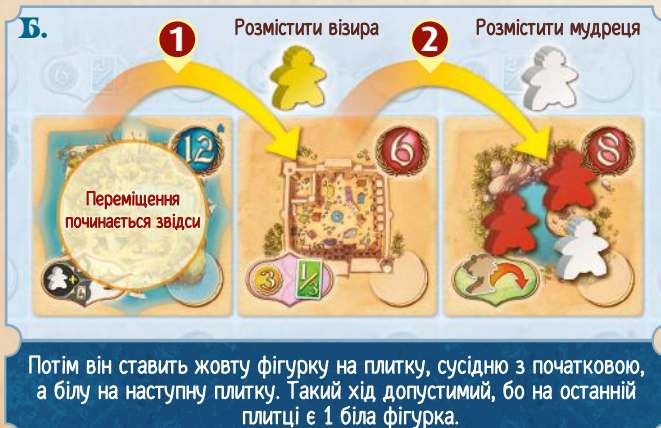 Б.
1
Розмістити візира
2
Розмістити мудреця
12
6
8
Переміщення
починається звідси
3
1/3
Потім він ставить жовту фігурку на плитку, сусідню з початковою,
а білу на наступну плитку. Такий хід допустимий, бо на останній
плитці є 1 біла фігурка.